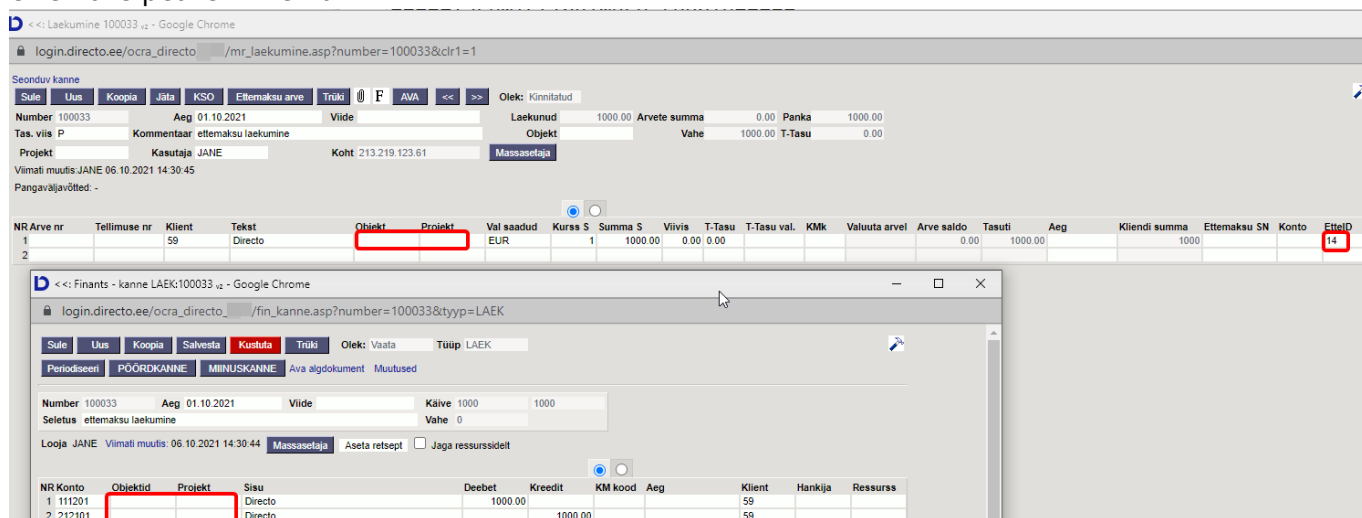 <<: Laekumine 100033 v2 - Google Chrome
login.directo.ee/ocra_directo /mr_laekumine.asp?number=100033&clr1=1
Seonduv kanne
Sule Uus Koopia Jäta KSO Ettemaksu arve Trüki F AVA << >> Olek: Kinnitatud
Number 100033 Aeg 01.10.2021 Viide Laekunud 1000.00 Arvete summa 0.00 Panka 1000.00
Tas. viis P Kommentaar ettemaksu laekumine Objekt Vahe 1000.00 T-Tasu 0.00
Projekt Kasutaja JANE Koht 213.219.123.61 Massasetaja
Viimati muutis:JANE 06.10.2021 14:30:45
Pangaväljavõtted: -
NR Arve nr Tellimuse nr Klient Tekst Objekt Projekt Val saadud Kurss S Summa S Viivis T-Tasu T-Tasu val. KMk Valuuta arvel Arve saldo Tasuti Aeg Kliendi summa Ettemaksu SN Konto EtteID
1 59 Directo EUR 1 1000.00 0.00 0.00 0.00 1000.00 1000 14
2
<<: Finants - kanne LAEK:100033 v2 - Google Chrome
login.directo.ee/ocra_directo_ /fin_kanne.asp?number=100033&tyyp=LAEK
Sule Uus Koopia Salvesta Kustuta Trüki Olek: Vaata Tüüp LAEK
Periodiseeri PÖÖRDKANNE MIINUSKANNE Ava algdokument Muutused
Number 100033 Aeg 01.10.2021 Viide Käive 1000 1000
Seletus ettemaksu laekumine Vahe 0
Looja JANE Viimati muutis: 06.10.2021 14:30:44 Massasetaja Aseta retsept Jaga ressurssidelt
NR Konto Objektid Projekt Sisu Deebet Kreedit KM kood Aeg Klient Hankija Ressurss
1 111201 Directo 1000.00 59
2 212101 Directo 1000.00 59